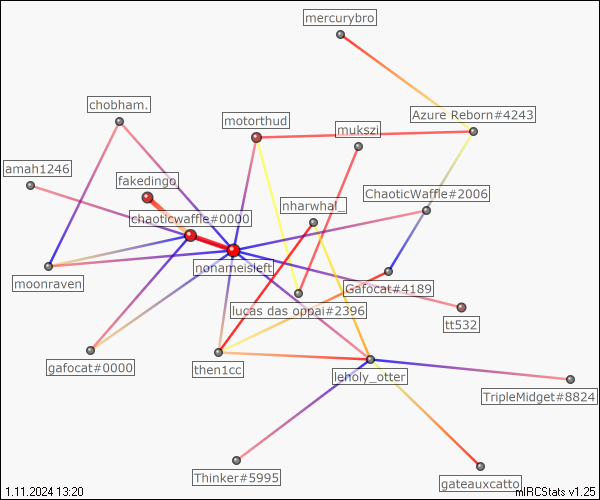 mercurybro
chobham.
motorthud
Azure Reborn#4243
mukszi
amah1246
fakedingo
ChaoticWaffle#2006
nharwhal_
chaoticwaffle#0000
nonameisleft
moonraven
Gafocat#4189
lucas das oppai#2396
tt532
gafocat#0000
then1cc
leholy_otter
TripleMidget#8824
Thinker#5995
gateauxcatto
1.11.2024 13:20
mIRCStats v1.25